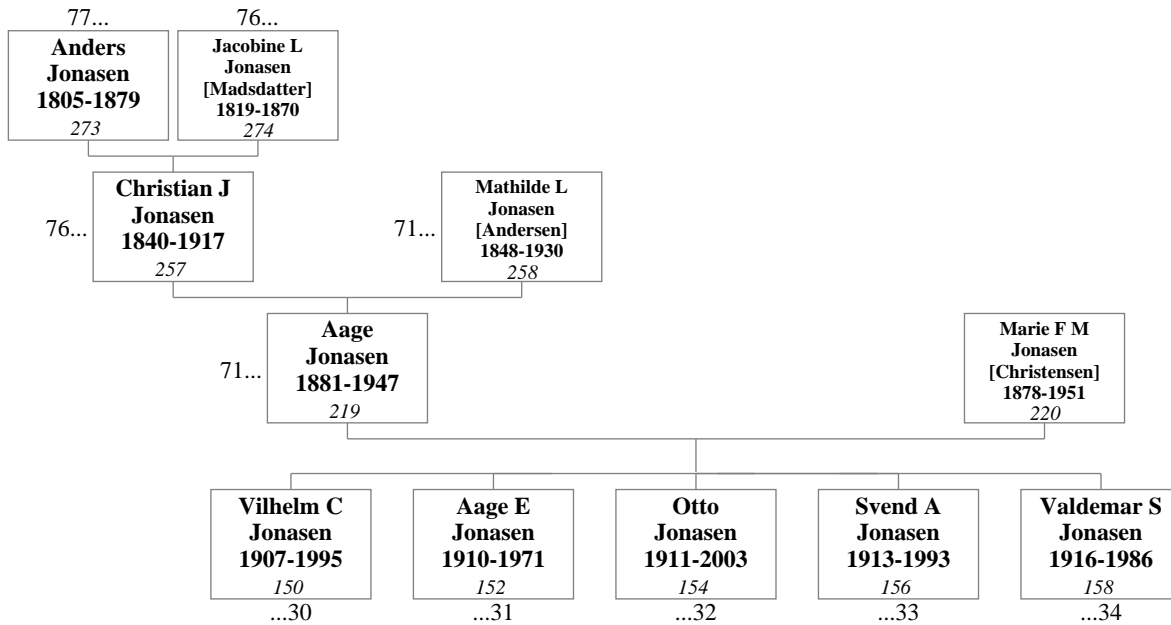 77...
76...
Anders
Jonasen
1805-1879
273
Jacobine L
Jonasen
[Madsdatter]
1819-1870
274
76...
Christian J
Jonasen
1840-1917
257
71...
Mathilde L
Jonasen
[Andersen]
1848-1930
258
71...
Aage
Jonasen
1881-1947
219
Marie F M
Jonasen
[Christensen]
1878-1951
220
Vilhelm C
Jonasen
1907-1995
150
...30
Aage E
Jonasen
1910-1971
152
...31
Otto
Jonasen
1911-2003
154
...32
Svend A
Jonasen
1913-1993
156
...33
Valdemar S
Jonasen
1916-1986
158
...34